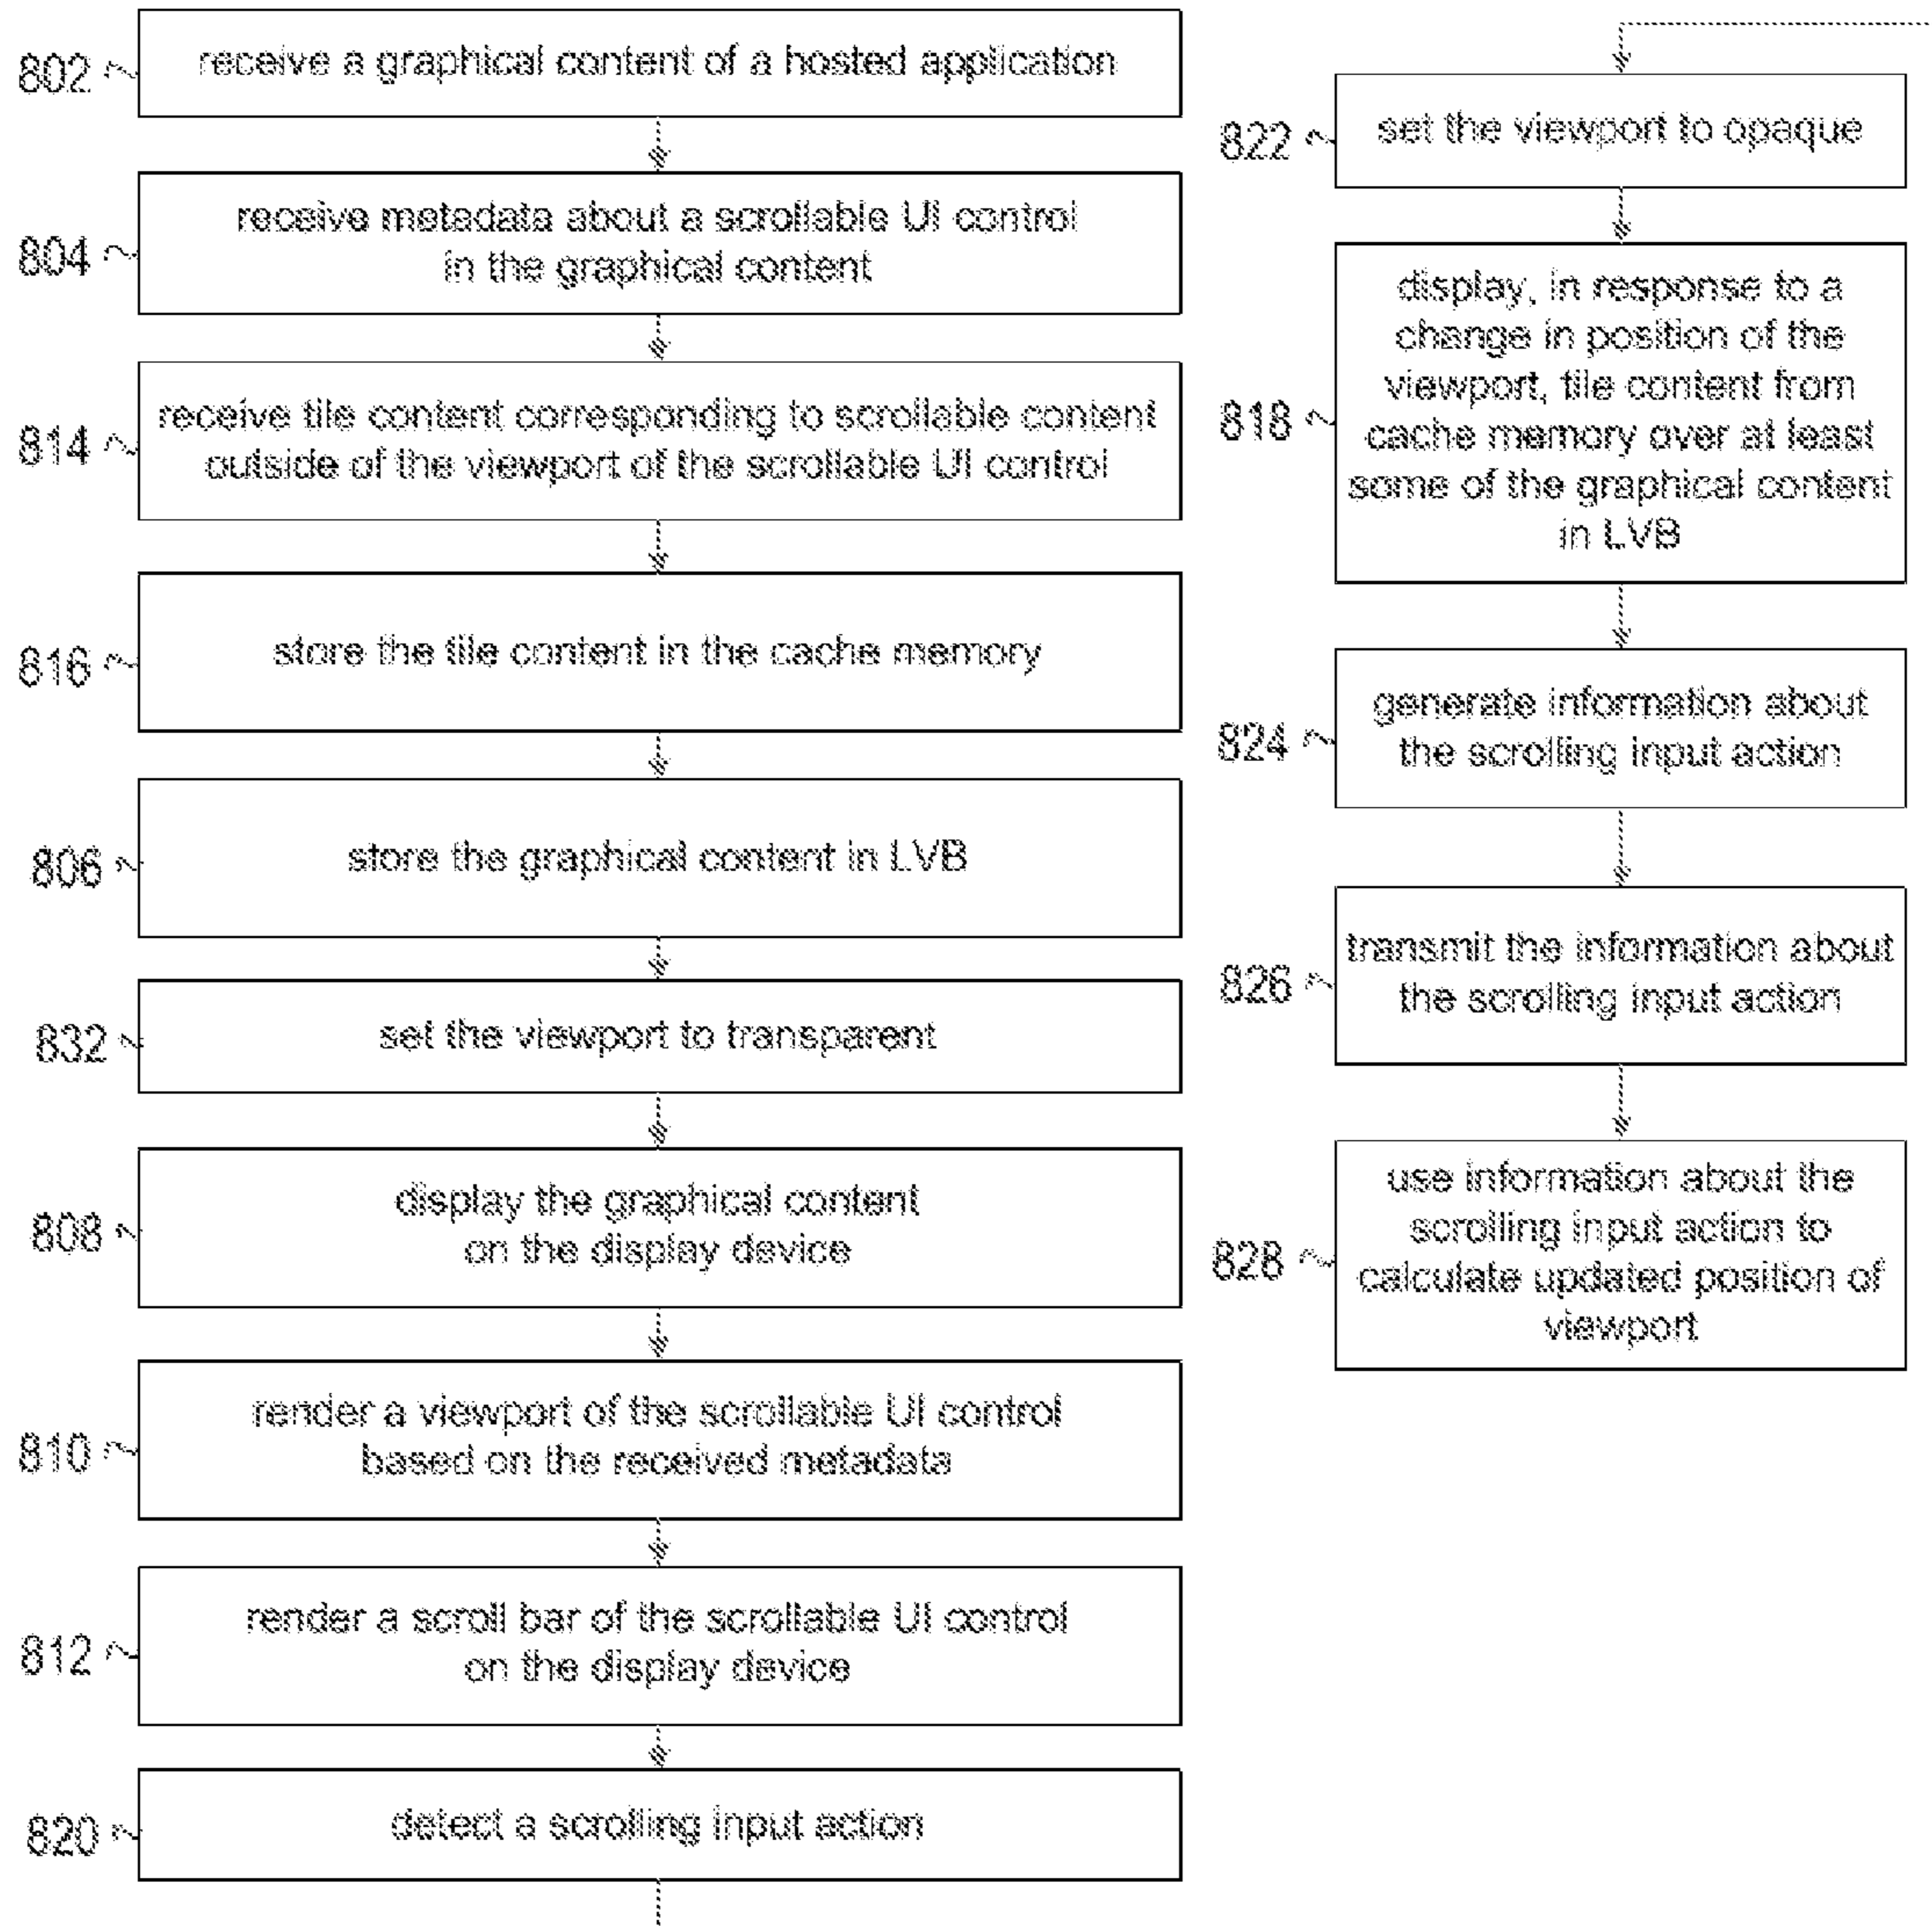 802
receive a graphical content of a hosted application
804
receive metadata about a scrollable UI control
in the graphical content
814
receive tile content corresponding to scrollable content
outside of the viewport of the scrollable UI control
816
store the tile content in the cache memory
806
store the graphical content in LVB
832
set the viewport to transparent
808
display the graphical content
on the display device
810
render a viewport of the scrollable UI control
based on the received metadata
812
render a scroll bar of the scrollable UI control
on the display device
820
detect a scrolling input action
822
set the viewport to opaque
818
display, in response to a
change in position of the
viewport, tile content from
cache memory over at least
some of the graphical content
in LVB
824
generate information about
the scrolling input action
826
transmit the information about
the scrolling input action
828
use information about the
scrolling input action to
calculate updated position of
viewport